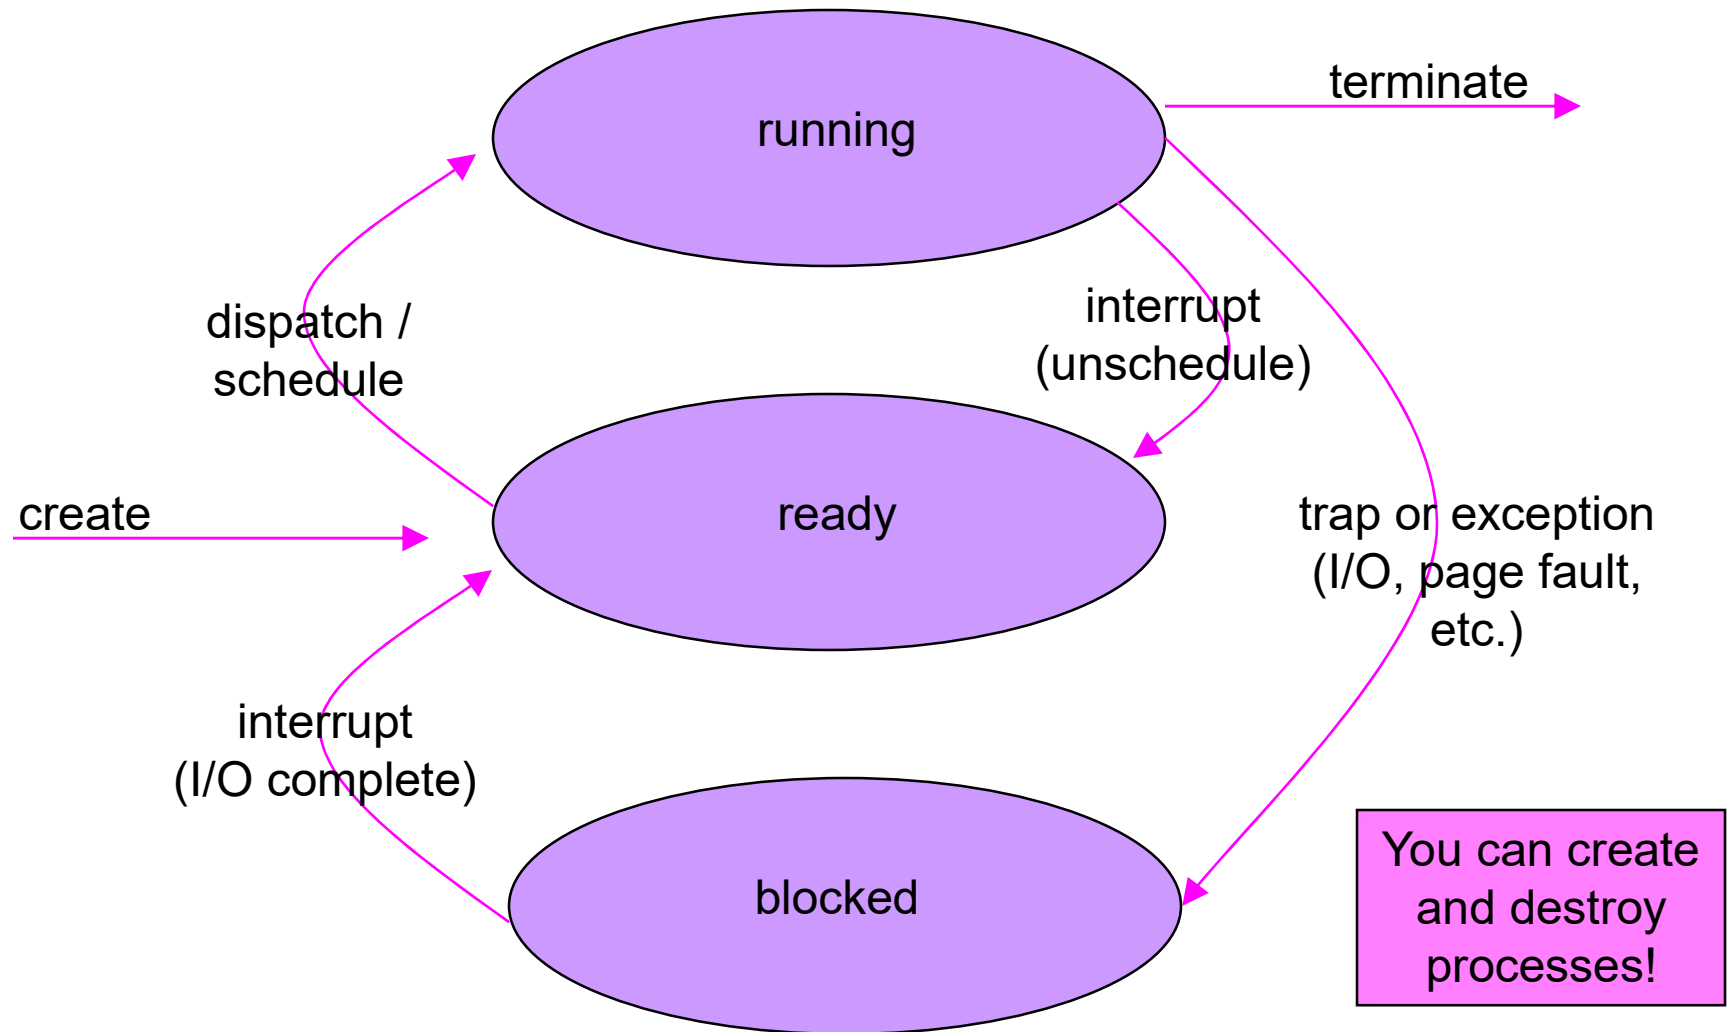 running
terminate
dispatch /
schedule
interrupt
(unschedule)
create
ready
trap or exception
(I/O, page fault,
etc.)
interrupt
(I/O complete)
blocked
You can create
and destroy
processes!